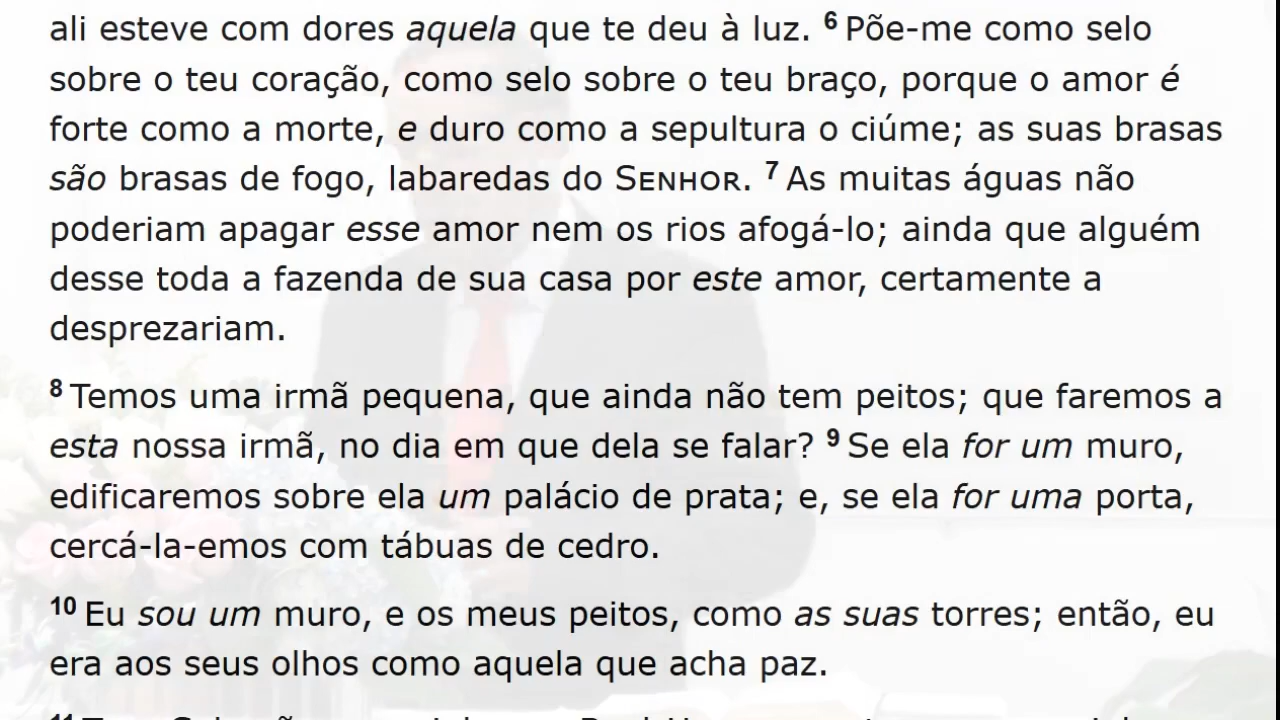 ali esteve com dores aquela que te deu à luz. 6 Põe-me como selo
sobre o teu coração, como selo sobre o teu braço, porque o amor é
forte como a morte, e duro como a sepultura o ciúme; as suas brasas
são brasas de fogo, labaredas do SENHOR. 7 As muitas águas não
poderiam apagar esse amor nem os rios afogá-lo; ainda que alguém
desse toda a fazenda de sua casa por este amor, certamente a
desprezariam.
8 Temos uma irmã pequena, que ainda não tem peitos; que faremos a
esta nossa irmã, no dia em que dela se falar? 9 Se ela for um muro,
edificaremos sobre ela um palácio de prata; e, se ela for uma porta,
cercá-la-emos com tábuas de cedro.
10 Eu sou um muro, e os meus peitos, como as suas torres; então, eu
era aos seus olhos como aquela que acha paz.